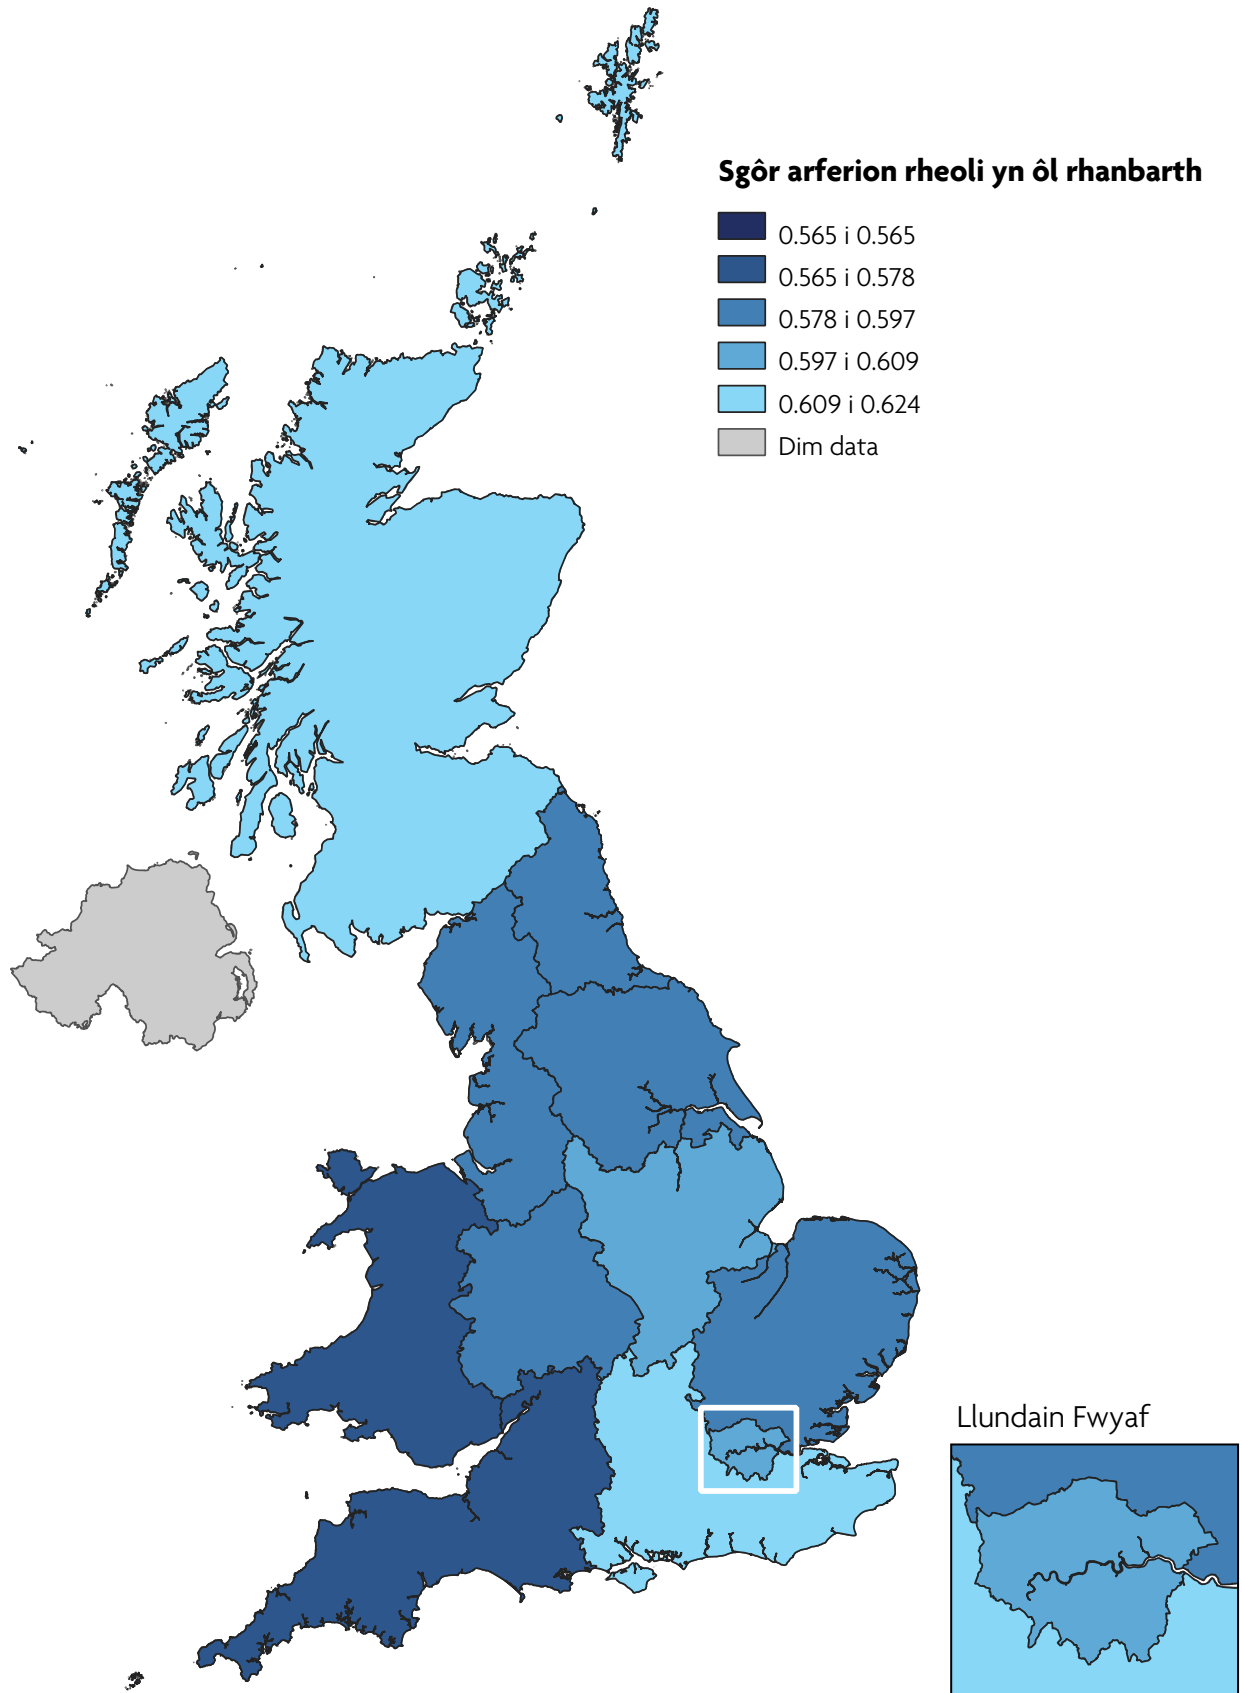 Sgôr arferion rheoli yn ôl rhanbarth
0.565 i 0.565
0.565 i 0.578
0.578 i 0.597
0.597 i 0.609
0.609 i 0.624
Dim data
Llundain Fwyaf